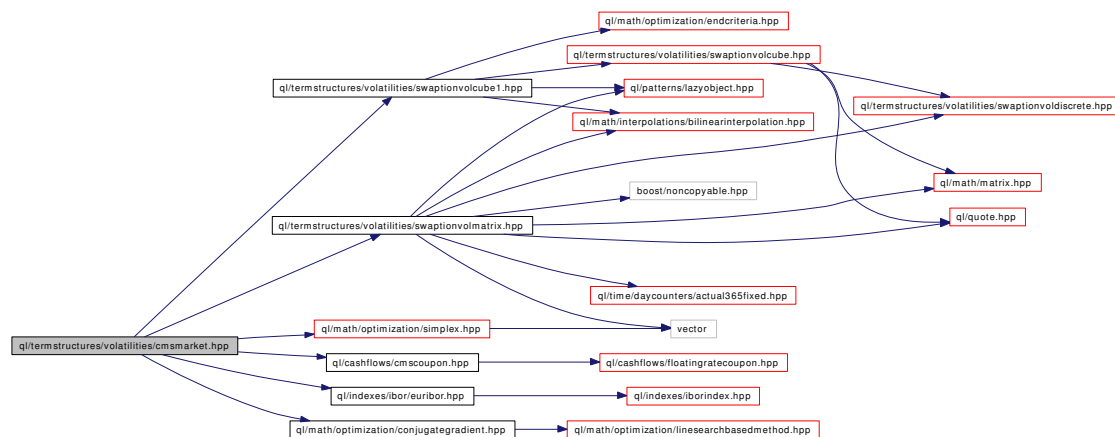 ql/math/optimization/endcriteria.hpp
ql/termstructures/volatilities/swaptionvolcube.hpp
ql/termstructures/volatilities/swaptionvolcube1.hpp
ql/patterns/lazyobject.hpp
ql/termstructures/volatilities/swaptionvoldiscrete.hpp
ql/math/interpolations/bilinearinterpolation.hpp
ql/math/matrix.hpp
boost/noncopyable.hpp
ql/quote.hpp
ql/termstructures/volatilities/swaptionvolmatrix.hpp
ql/time/daycounters/actual365fixed.hpp
ql/math/optimization/simplex.hpp
vector
ql/termstructures/volatilities/cmsmarket.hpp
ql/cashflows/cmscoupon.hpp
ql/cashflows/floatingratecoupon.hpp
ql/indexes/ibor/euribor.hpp
ql/indexes/iborindex.hpp
ql/math/optimization/conjugategradient.hpp
ql/math/optimization/linesearchbasedmethod.hpp